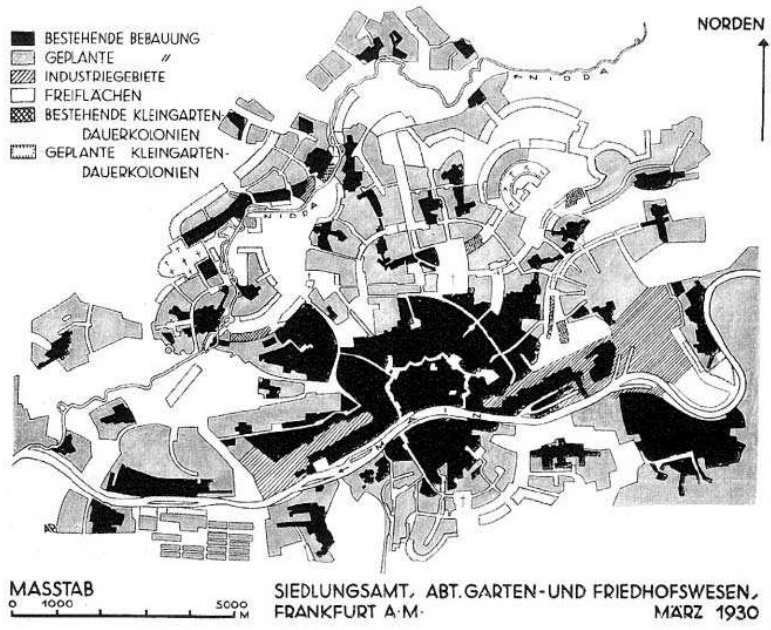 BESTEHENDE BEBAUUNG
GEPLANTE "
INDUSTRIEGEBIETE
FREIFLÄCHEN
BESTEHENDE KLEINGARTEN-
DAUERKOLONIEN
GEPLANTE KLEINGARTEN-
DAUERKOLONIEN
NORDEN
NIDDA
NIDDA
MAIN
MASSTAB
0 1000 5000
M
SIEDLUNGSAMT, ABT. GARTEN- UND FRIEDHOFSWESEN,
FRANKFURT A·M· MÄRZ 1930